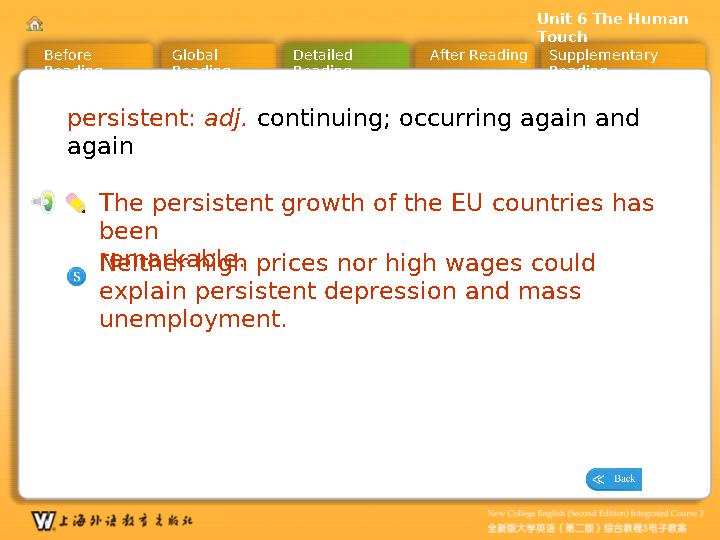 Unit 6 The Human
Touch
Before
Reading
Global
Reading
Detailed
Reading
After Reading
Supplementary
Reading
persistent: adj. continuing; occurring again and
again
The persistent growth of the EU countries has
been
remarkable.
S
Neither high prices nor high wages could
explain persistent depression and mass
unemployment.
≪ Back
W 上海外语教育出版社
New College English (Second Edition) Integrated Course 3
全新版大学英语（第二版）综合教程3电子教案